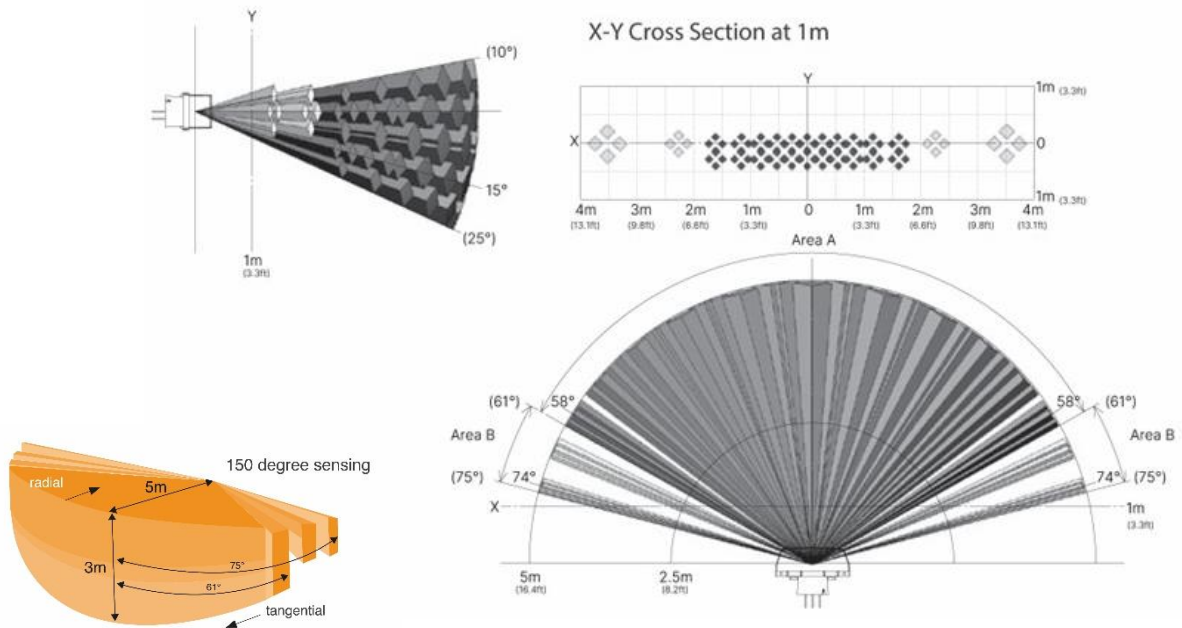 Y
(10°)
15°
(25°)
1m
(3.3ft)
X-Y Cross Section at 1m
Y
1m (3.3ft)
X
0
1m (3.3ft)
4m 3m 2m 1m 0 1m 2m 3m 4m
(13.1ft) (9.8ft) (6.6ft) (3.3ft) (3.3ft) (6.6ft) (9.8ft) (13.1ft)
Area A
(61°) 58° 58° (61°)
Area B Area B
(75°) 74° 74° (75°)
X 1m
(3.3ft)
5m 2.5m
(16.4ft) (8.2ft)
150 degree sensing
radial
5m
3m
75°
61°
tangential